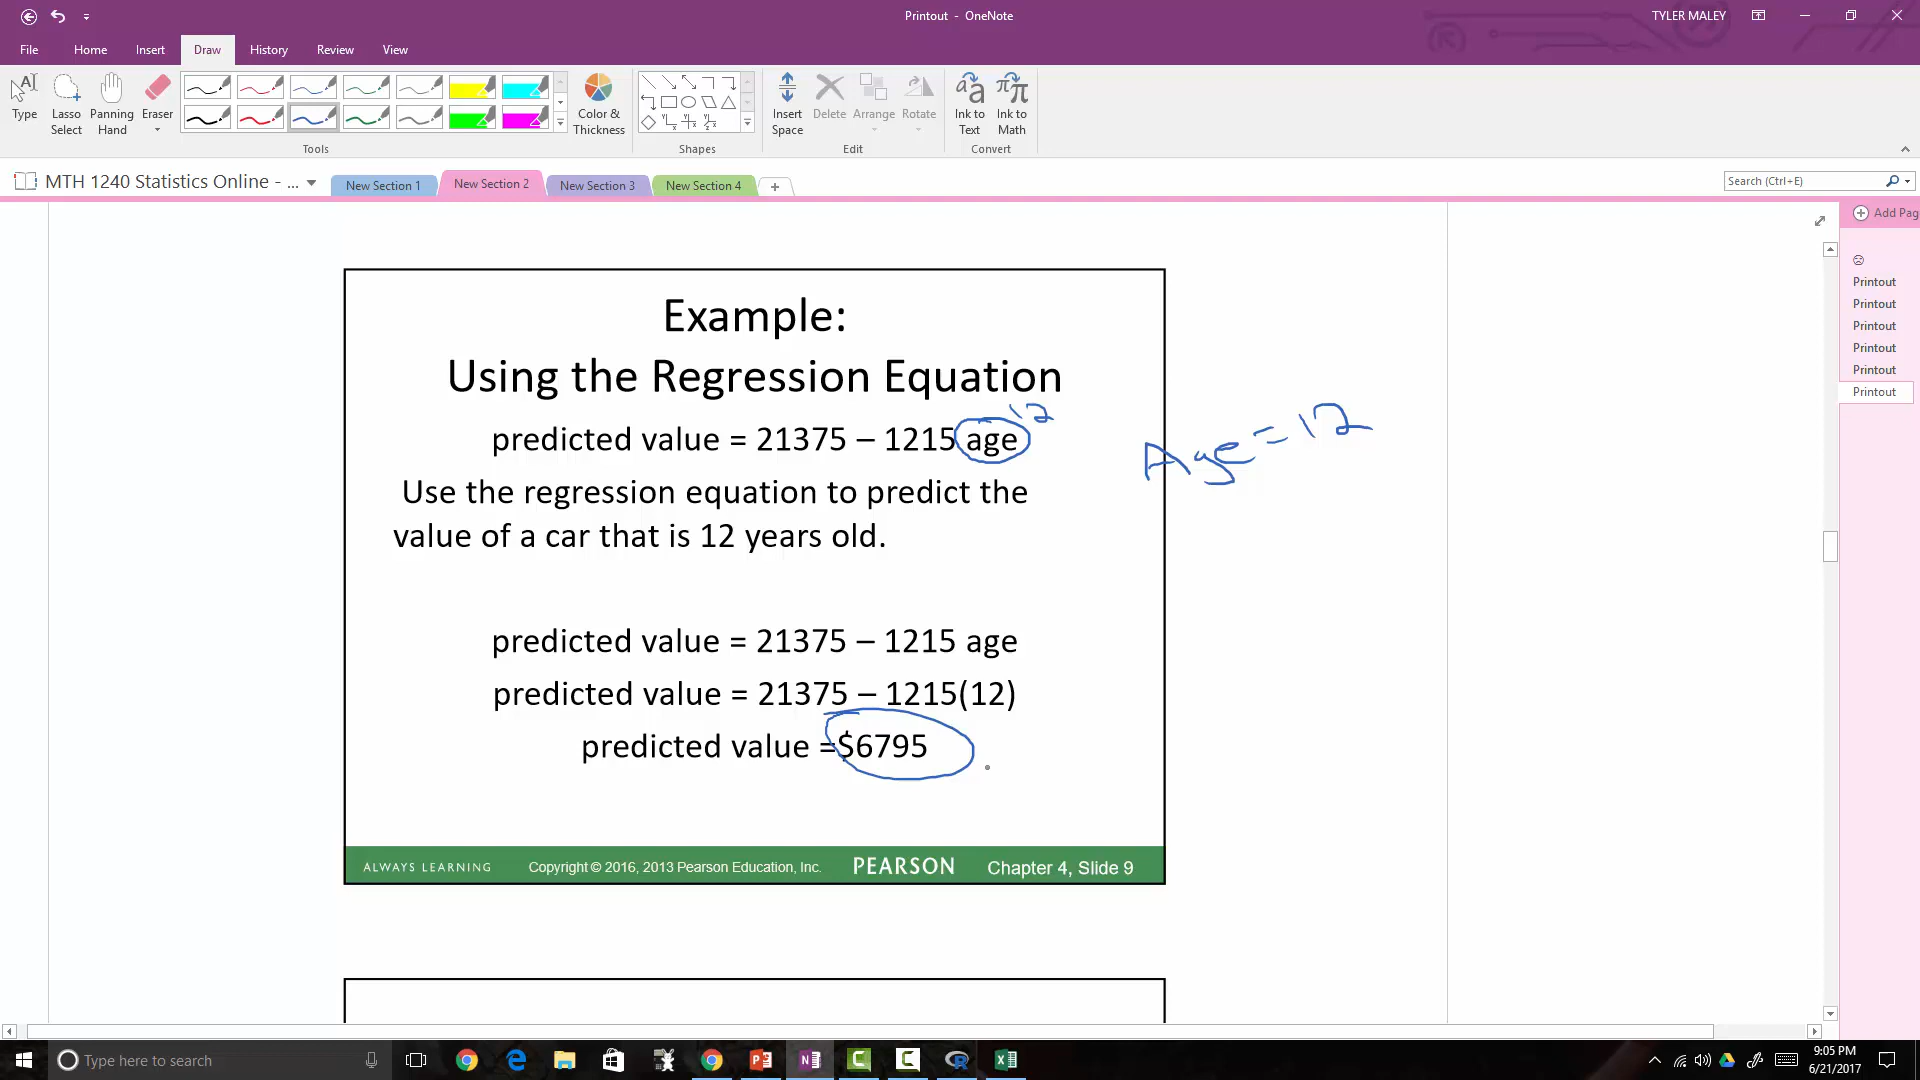 Printout - OneNote
TYLER MALEY
File Home Insert Draw History Review View
Type
Lasso Select
Panning Hand
Eraser
Color & Thickness
Insert Space
Delete
Arrange
Rotate
Ink to Text
Ink to Math
Tools Shapes Edit Convert
MTH 1240 Statistics Online - ...
New Section 1 New Section 2 New Section 3 New Section 4
Search (Ctrl+E)
Add Pag
Printout
Printout
Printout
Printout
Printout
Printout
Example:
Using the Regression Equation
12
predicted value = 21375 – 1215 age
Age = 12
Use the regression equation to predict the
value of a car that is 12 years old.
predicted value = 21375 – 1215 age
predicted value = 21375 – 1215(12)
predicted value =$6795
ALWAYS LEARNING Copyright © 2016, 2013 Pearson Education, Inc. PEARSON Chapter 4, Slide 9
Type here to search
9:05 PM
6/21/2017